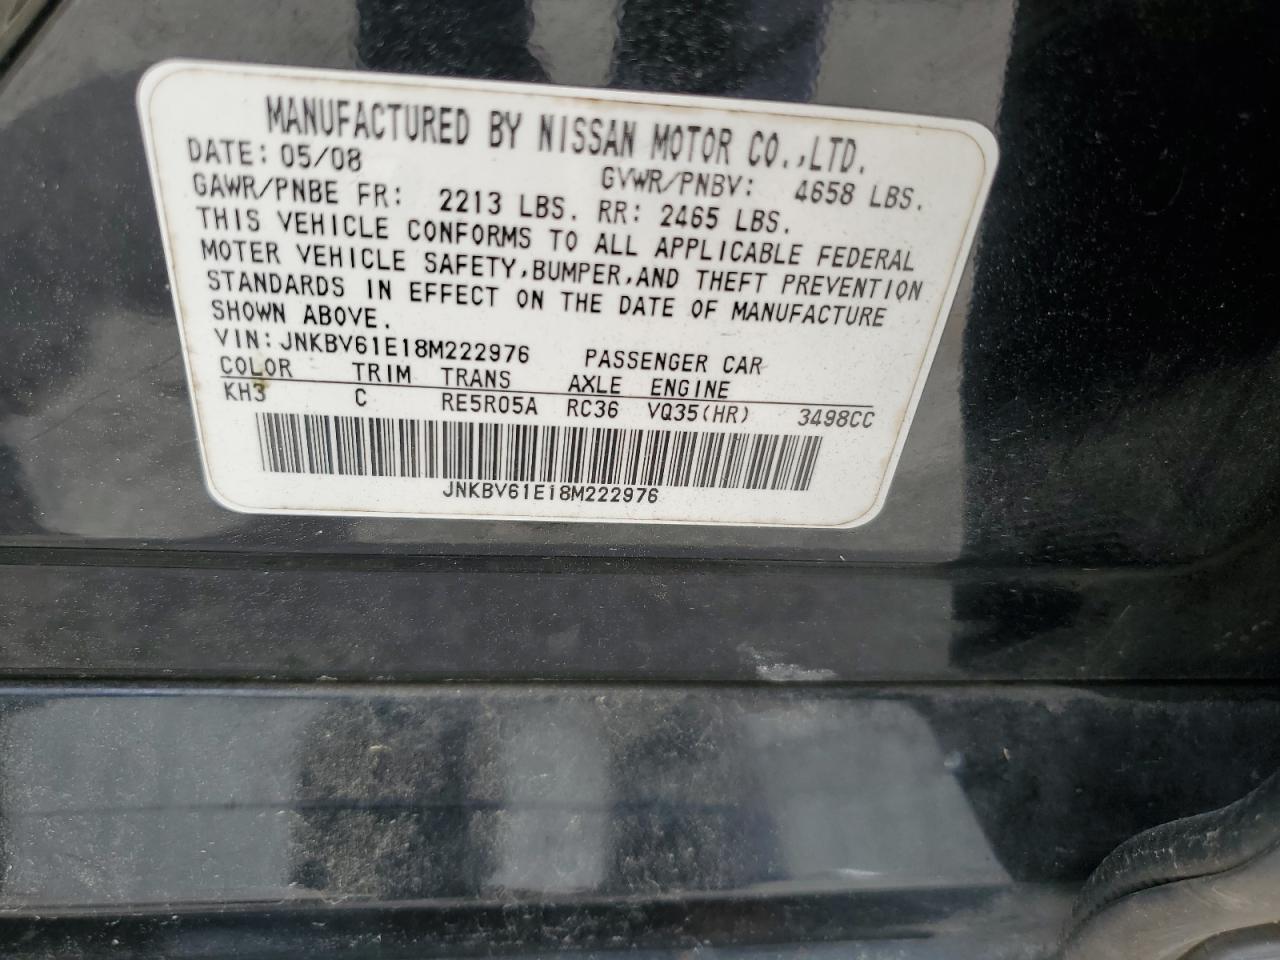 MANUFACTURED BY NISSAN MOTOR CO.,LTD.
DATE: 05/08 GVWR/PNBV: 4658 LBS.
GAWR/PNBE FR: 2213 LBS. RR: 2465 LBS.
THIS VEHICLE CONFORMS TO ALL APPLICABLE FEDERAL
MOTER VEHICLE SAFETY,BUMPER,AND THEFT PREVENTION
STANDARDS IN EFFECT ON THE DATE OF MANUFACTURE
SHOWN ABOVE.
VIN: JNKBV61E18M222976 PASSENGER CAR
COLOR TRIM TRANS AXLE ENGINE
KH3 C RE5R05A RC36 VQ35(HR) 3498CC
JNKBV61E18M222976